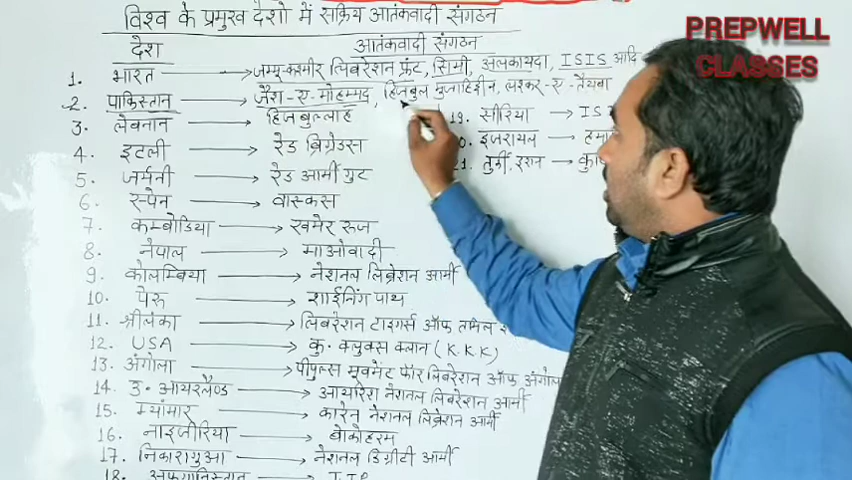 विश्व के प्रमुख देशो में सक्रिय आतंकवादी संगठन
PREPWELL CLASSES
देश आतंकवादी संगठन
1. भारत → जम्मू-कश्मीर लिबरेशन फ्रंट, सिमी, अलकायदा, ISIS आदि
2. पाकिस्तान → जैश-ए-मोहम्मद, हिजबुल मुजाहिद्दीन, लश्कर-ए-तैयबा
3. लेबनान → हिजबुल्लाह
19. सीरिया → IS
4. इटली → रेड ब्रिगेडस
इजरायल →
5. जर्मनी → रेड आर्मी गुट
तुर्की, इरान →
6. स्पेन → वास्कस
7. कम्बोडिया → खमेर रूज
8. नेपाल → माओवादी
9. कोलम्बिया → नेशनल लिब्रेशन आर्मी
10. पेरू → शाईनिंग पाथ
11. श्रीलंका → लिबरेशन टाइगर्स ऑफ तमिल
12. USA → कु. क्लुक्स क्लान (K.K.K)
13. अंगोला → पीपुल्स मूवमेंट फॉर लिबरेशन ऑफ अंगोला
14. उ. आयरलैण्ड → आयरिश नेशनल लिबरेशन आर्मी
15. म्यांमार → कारेन नेशनल लिब्रेशन आर्मी
16. नाइजीरिया → बोकोहरम
17. निकारागुआ → नेशनल डिग्रीटी आर्मी
18. अफगानिस्तान →